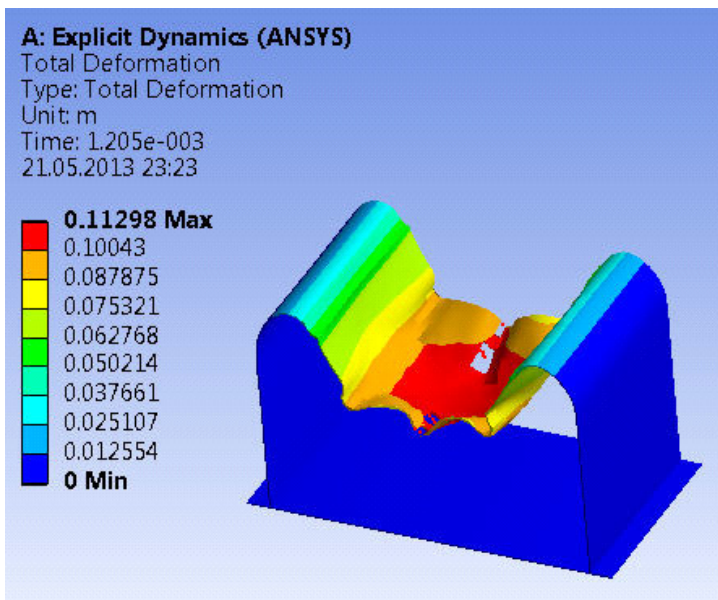 A: Explicit Dynamics (ANSYS)
Total Deformation
Type: Total Deformation
Unit: m
Time: 1.205e-003
21.05.2013 23:23
0.11298 Max
0.10043
0.087875
0.075321
0.062768
0.050214
0.037661
0.025107
0.012554
0 Min